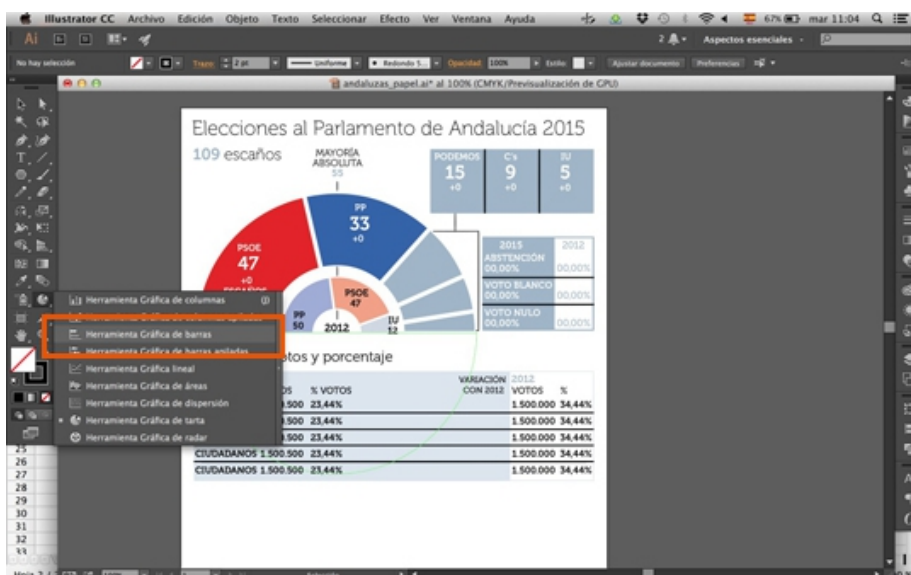 Illustrator CC Archivo Edición Objeto Texto Seleccionar Efecto Ver Ventana Ayuda 67% mar 11:04
Ai 2 Aspectos esenciales
No hay selección Trazo: 2 pt Uniforme Redondo 5... Opacidad: 100% Estilo: Ajustar documento Preferencias
andaluzas_papel.ai* al 100% (CMYK/Previsualización de GPU)
Elecciones al Parlamento de Andalucía 2015
109 escaños
MAYORÍA
ABSOLUTA
55
PODEMOS
15
+0
C's
9
+0
IU
5
+0
PP
33
+0
PSOE
47
+0
ESCAÑOS
2015 2012
ABSTENCIÓN
00,00% 00,00%
VOTO BLANCO
00,00% 00,00%
VOTO NULO
00,00% 00,00%
PSOE
47
PP
50
2012
IU
12
Herramienta Gráfica de columnas (J)
Herramienta Gráfica de barras
Herramienta Gráfica de barras apiladas
Herramienta Gráfica lineal
Herramienta Gráfica de áreas
Herramienta Gráfica de dispersión
Herramienta Gráfica de tarta
Herramienta Gráfica de radar
y porcentaje
% VOTOS VARIACIÓN CON 2012 2012 VOTOS %
.500 23,44% 1.500.000 34,44%
.500 23,44% 1.500.000 34,44%
.500 23,44% 1.500.000 34,44%
CIUDADANOS 1.500.500 23,44% 1.500.000 34,44%
CIUDADANOS 1.500.500 23,44% 1.500.000 34,44%
25
26
27
28
29
30
31
32
33